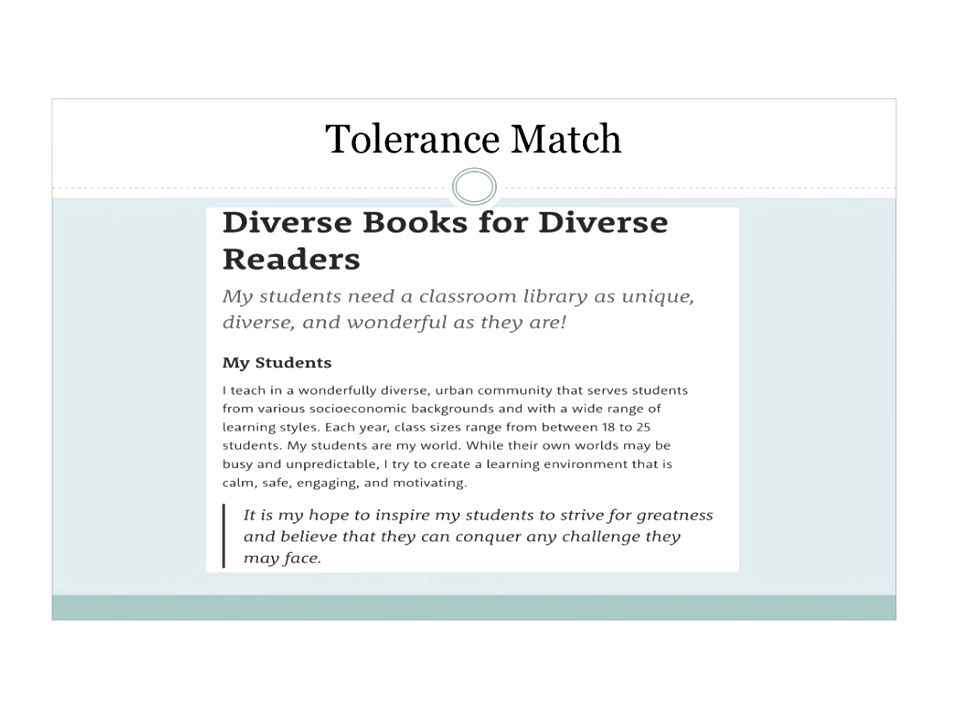 Tolerance Match
Diverse Books for Diverse
Readers
My students need a classroom library as unique,
diverse, and wonderful as they are!
My Students
I teach in a wonderfully diverse, urban community that serves students
from various socioeconomic backgrounds and with a wide range of
learning styles. Each year, class sizes range from between 18 to 25
students. My students are my world. While their own worlds may be
busy and unpredictable, I try to create a learning environment that is
calm, safe, engaging, and motivating.
It is my hope to inspire my students to strive for greatness
and believe that they can conquer any challenge they
may face.